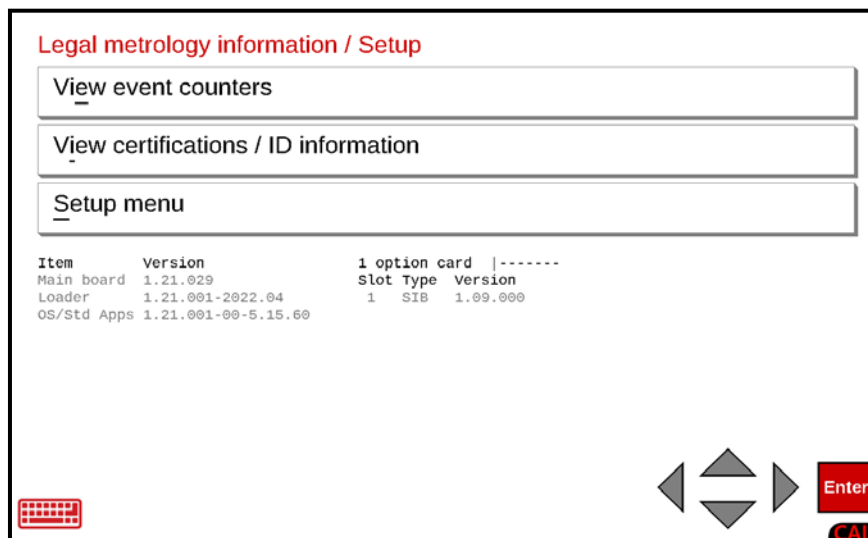 Legal metrology information / Setup
View event counters
View certifications / ID information
Setup menu
Item Version 1 option card |-------
Main board 1.21.029 Slot Type Version
Loader 1.21.001-2022.04 1 SIB 1.09.000
OS/Std Apps 1.21.001-00-5.15.60
Enter